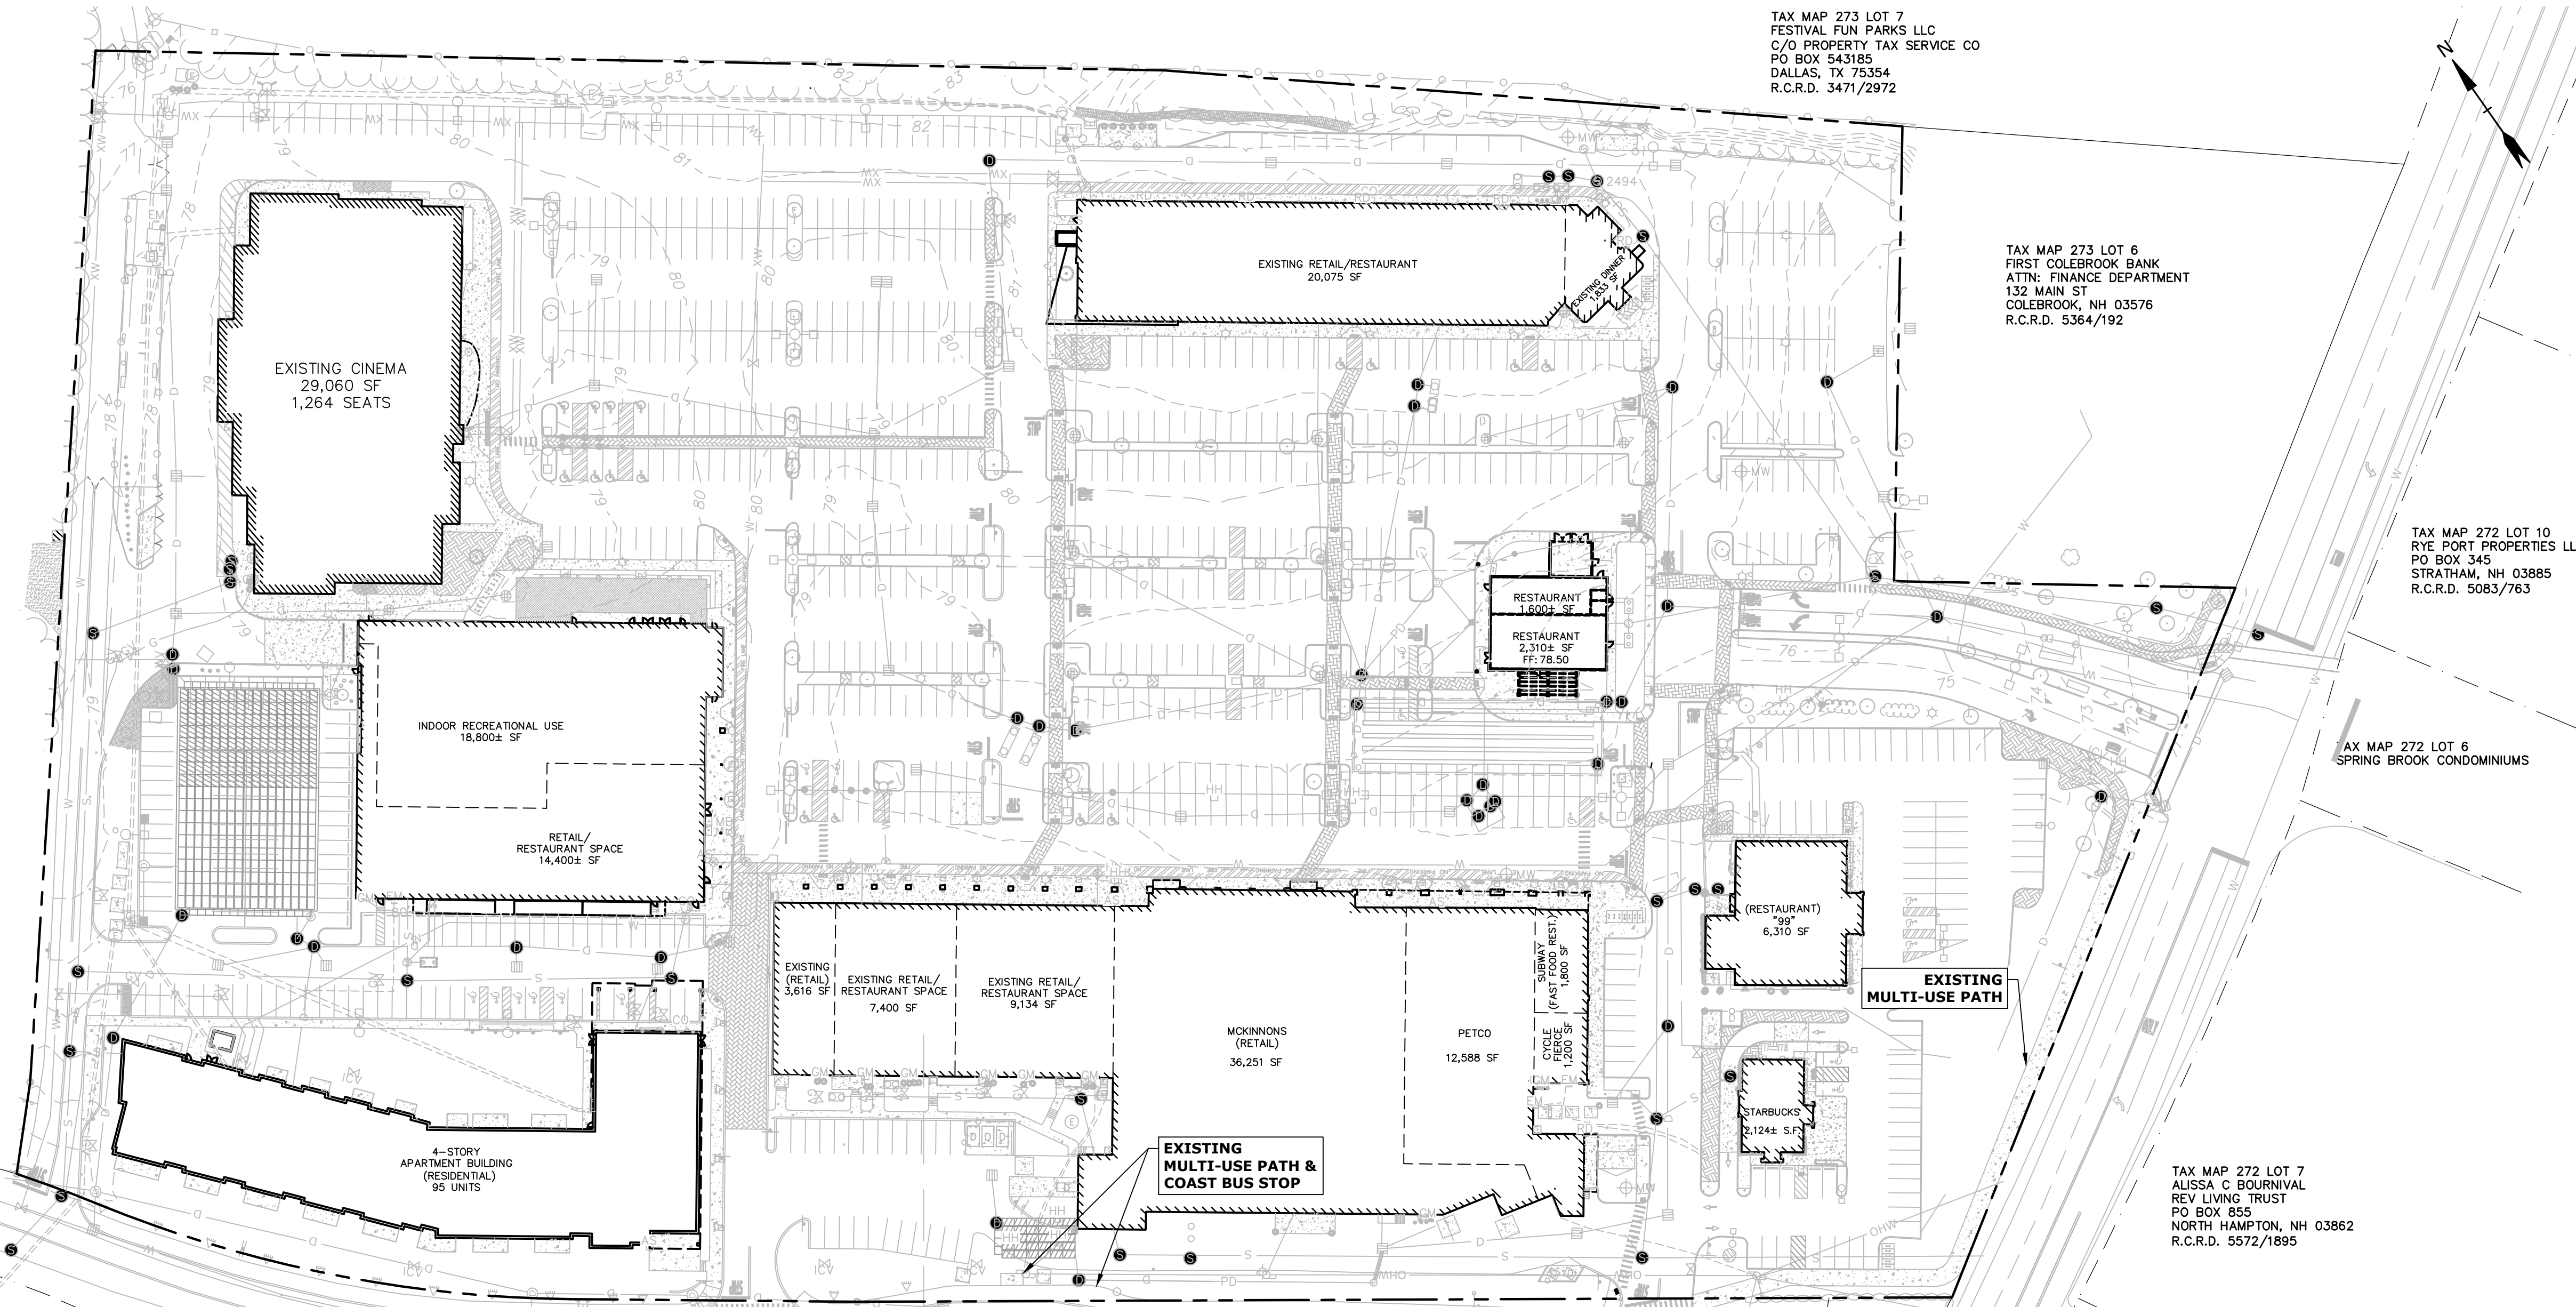 TAX MAP 273 LOT 7
FESTIVAL FUN PARKS LLC
C/O PROPERTY TAX SERVICE CO
PO BOX 543185
DALLAS, TX 75354
R.C.R.D. 3471/2972
N
TAX MAP 273 LOT 6
FIRST COLEBROOK BANK
ATTN: FINANCE DEPARTMENT
132 MAIN ST
COLEBROOK, NH 03576
R.C.R.D. 5364/192
EXISTING RETAIL/RESTAURANT
20,075 SF
EXISTING DINNER
1,833 SF
2494
EXISTING CINEMA
29,060 SF
1,264 SEATS
TAX MAP 272 LOT 10
RYE PORT PROPERTIES LL
PO BOX 345
STRATHAM, NH 03885
R.C.R.D. 5083/763
RESTAURANT
1,600± SF
RESTAURANT
2,310± SF
FF: 78.50
INDOOR RECREATIONAL USE
18,800± SF
RETAIL/
RESTAURANT SPACE
14,400± SF
TAX MAP 272 LOT 6
SPRING BROOK CONDOMINIUMS
(RESTAURANT)
"99"
6,310 SF
EXISTING
(RETAIL)
3,616 SF
EXISTING RETAIL/
RESTAURANT SPACE
7,400 SF
EXISTING RETAIL/
RESTAURANT SPACE
9,134 SF
MCKINNONS
(RETAIL)
36,251 SF
PETCO
12,588 SF
SUBWAY
(FAST FOOD REST.)
1,800 SF
CYCLE
FIERCE
1,200 SF
EXISTING
MULTI-USE PATH
STARBUCKS
2,124± S.F.
4-STORY
APARTMENT BUILDING
(RESIDENTIAL)
95 UNITS
EXISTING
MULTI-USE PATH &
COAST BUS STOP
TAX MAP 272 LOT 7
ALISSA C BOURNIVAL
REV LIVING TRUST
PO BOX 855
NORTH HAMPTON, NH 03862
R.C.R.D. 5572/1895